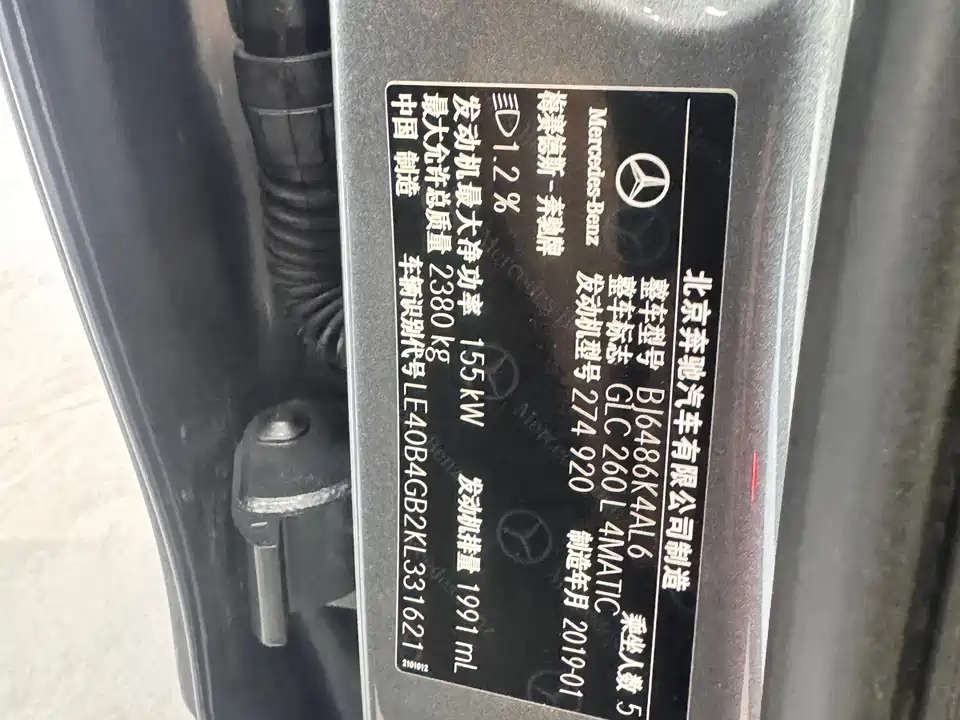 北京奔驰汽车有限公司制造
Mercedes-Benz
整车型号 BJ6486K4AL6
整车标志 GLC 260 L 4MATIC 乘坐人数 5
梅赛德斯-奔驰牌 发动机型号 274 920 制造年月 2019-01
1.2%
发动机最大净功率 155 kW 发动机排量 1991 mL
最大允许总质量 2380 kg
中国 制造 车辆识别代号 LE40B4GB2KL331621
2101012